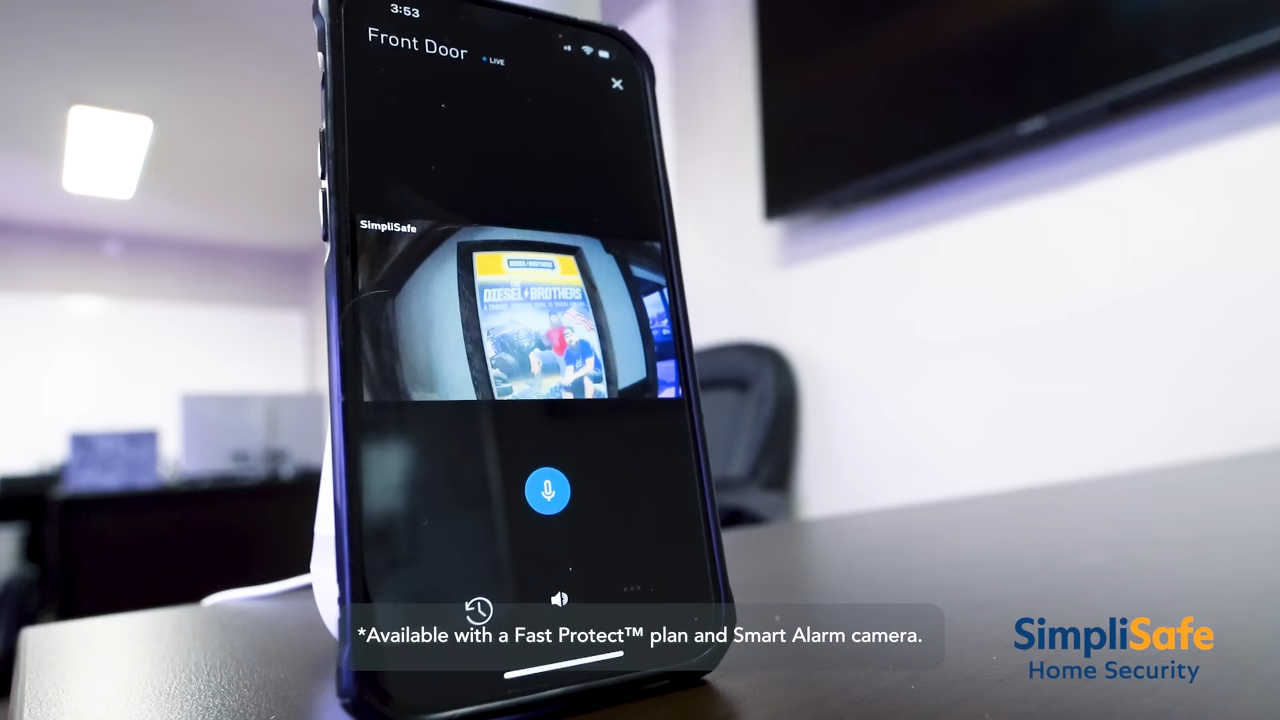 3:53
Front Door
LIVE
SimpliSafe
DIESEL BROTHERS
*Available with a Fast Protect™ plan and Smart Alarm camera.
SimpliSafe
Home Security